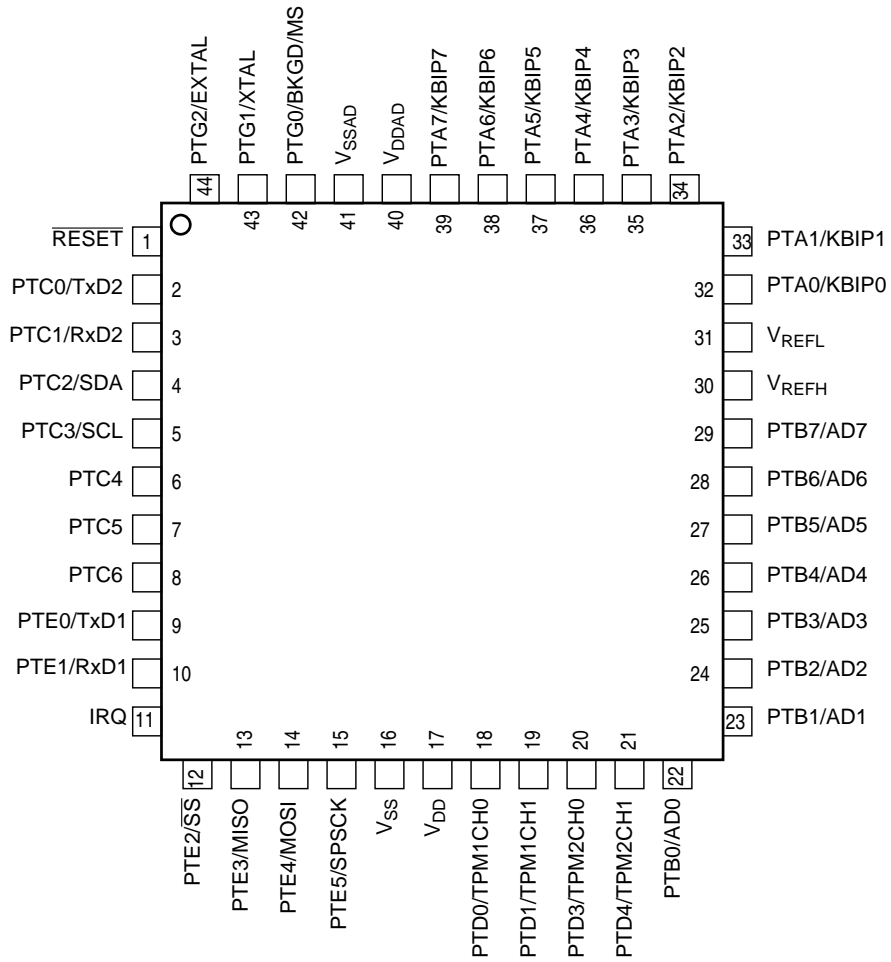 PTG2/EXTAL
PTG1/XTAL
PTG0/BKGD/MS
VSSAD
VDDAD
PTA7/KBIP7
PTA6/KBIP6
PTA5/KBIP5
PTA4/KBIP4
PTA3/KBIP3
PTA2/KBIP2
44
43
42
41
40
39
38
37
36
35
34
RESET 1
PTC0/TxD2 2
PTC1/RxD2 3
PTC2/SDA 4
PTC3/SCL 5
PTC4 6
PTC5 7
PTC6 8
PTE0/TxD1 9
PTE1/RxD1 10
IRQ 11
33 PTA1/KBIP1
32 PTA0/KBIP0
31 VREFL
30 VREFH
29 PTB7/AD7
28 PTB6/AD6
27 PTB5/AD5
26 PTB4/AD4
25 PTB3/AD3
24 PTB2/AD2
23 PTB1/AD1
12
13
14
15
16
17
18
19
20
21
22
PTE2/SS
PTE3/MISO
PTE4/MOSI
PTE5/SPSCK
VSS
VDD
PTD0/TPM1CH0
PTD1/TPM1CH1
PTD3/TPM2CH0
PTD4/TPM2CH1
PTB0/AD0